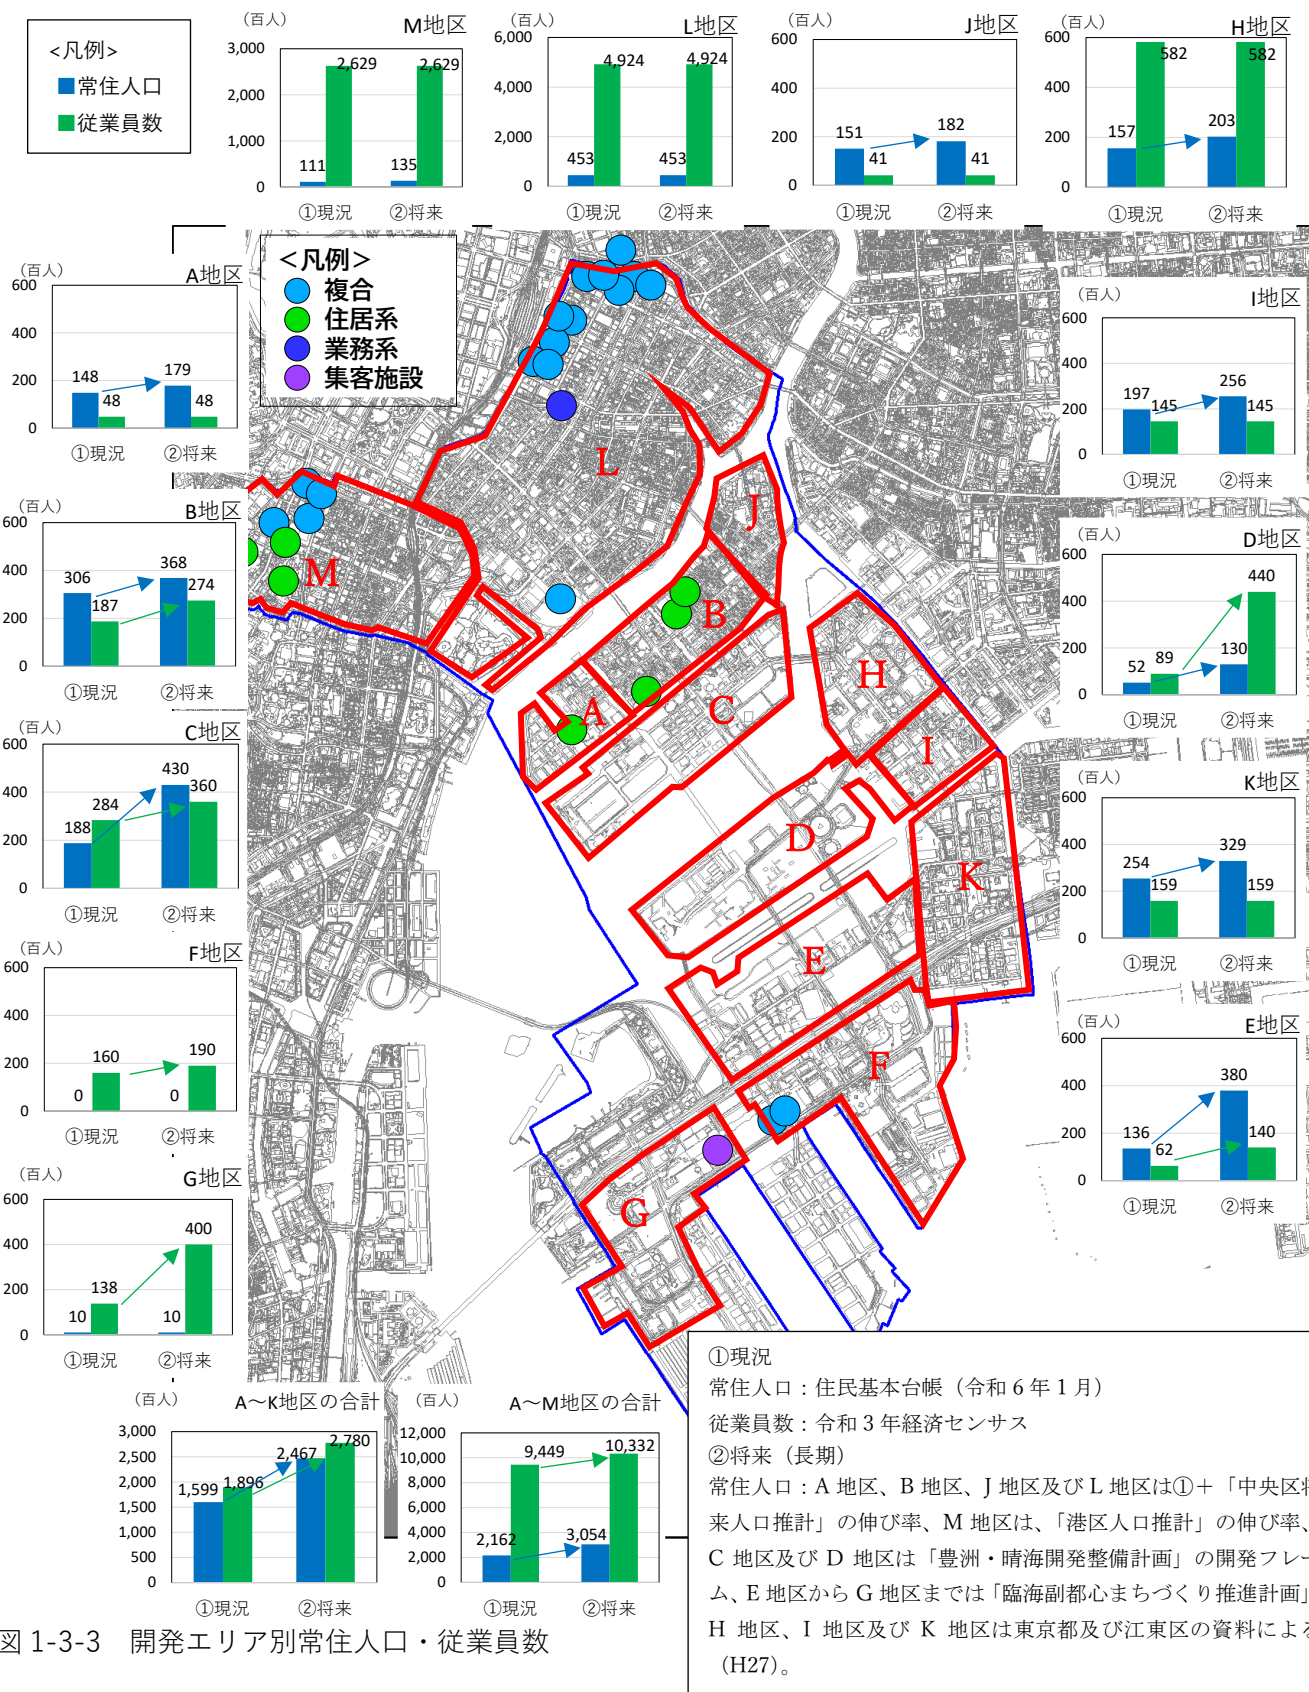 <凡例>
常住人口
従業員数
(百人)
M地区
3,000
2,000
1,000
0
2,629
2,629
111
135
①現況
②将来
(百人)
L地区
6,000
4,000
2,000
0
4,924
4,924
453
453
①現況
②将来
(百人)
J地区
600
400
200
0
151
41
182
41
①現況
②将来
(百人)
H地区
600
400
200
0
582
582
157
203
①現況
②将来
(百人)
A地区
600
400
200
0
148
48
179
48
①現況
②将来
<凡例>
複合
住居系
業務系
集客施設
(百人)
I地区
600
400
200
0
197
145
256
145
①現況
②将来
B地区
(百人)
600
400
200
0
306
187
368
274
①現況
②将来
(百人)
D地区
600
400
200
0
52
89
130
440
①現況
②将来
(百人)
C地区
600
400
200
0
188
284
430
360
①現況
②将来
(百人)
K地区
600
400
200
0
254
159
329
159
①現況
②将来
(百人)
F地区
600
400
200
0
0
160
0
190
①現況
②将来
(百人)
E地区
600
400
200
0
136
62
380
140
①現況
②将来
(百人)
G地区
600
400
200
0
10
138
10
400
①現況
②将来
L
M
J
B
A
C
H
I
D
K
E
F
G
(百人)
A～K地区の合計
3,000
2,500
2,000
1,500
1,000
500
0
1,599
1,896
2,467
2,780
①現況
②将来
(百人)
A～M地区の合計
12,000
10,000
8,000
6,000
4,000
2,000
0
2,162
9,449
3,054
10,332
①現況
②将来
①現況
常住人口：住民基本台帳（令和６年１月）
従業員数：令和３年経済センサス
②将来（長期）
常住人口：A 地区、B 地区、J 地区及び L 地区は①＋「中央区将
来人口推計」の伸び率、M 地区は、「港区人口推計」の伸び率、
C 地区及び D 地区は「豊洲・晴海開発整備計画」の開発フレー
ム、E 地区から G 地区までは「臨海副都心まちづくり推進計画」
H 地区、I 地区及び K 地区は東京都及び江東区の資料による
（H27）。
図 1-3-3　開発エリア別常住人口・従業員数